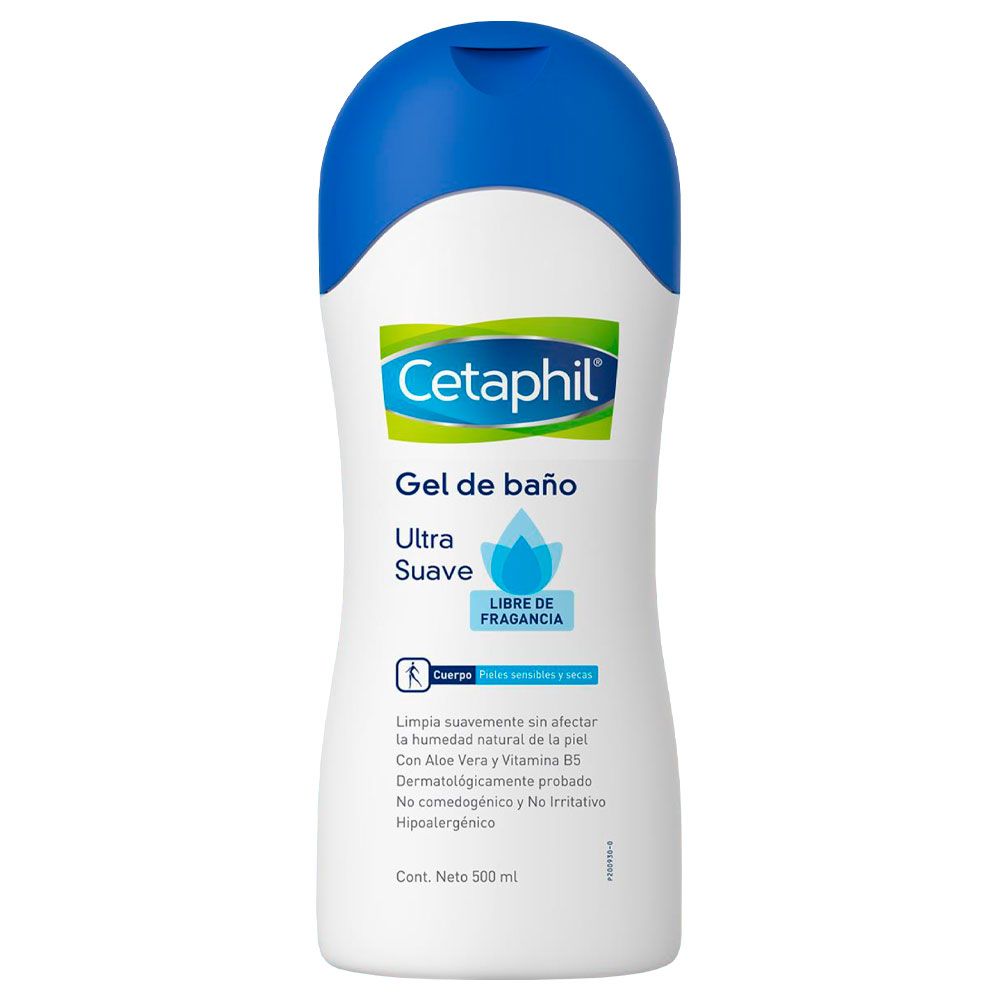 Cetaphil®
Gel de baño
Ultra
Suave
LIBRE DE
FRAGANCIA
Cuerpo Pieles sensibles y secas
Limpia suavemente sin afectar
la humedad natural de la piel
Con Aloe Vera y Vitamina B5
Dermatológicamente probado
No comedogénico y No Irritativo
Hipoalergénico
Cont. Neto 500 ml
P200930-0